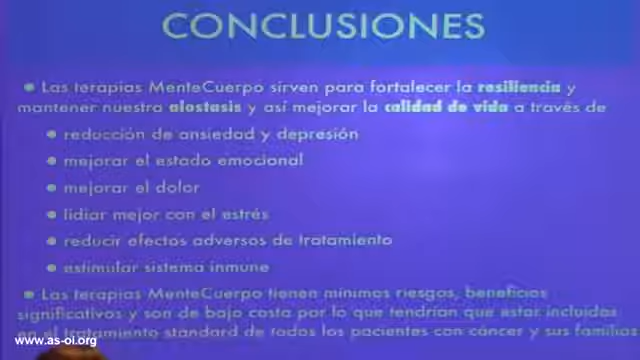 CONCLUSIONES
Las terapias MenteCuerpo sirven para fortalecer la resiliencia y
mantener nuestra alostasis y así mejorar la calidad de vida a través de
reducción de ansiedad y depresión
mejorar el estado emocional
mejorar el dolor
lidiar mejor con el estrés
reducir efectos adversos de tratamiento
estimular sistema inmune
Las terapias MenteCuerpo tienen mínimos riesgos, beneficios
significativos y son de bajo costo por lo que tendrían que estar incluidas
en el tratamiento standard de todos los pacientes con cáncer y sus familias
www.as-oi.org